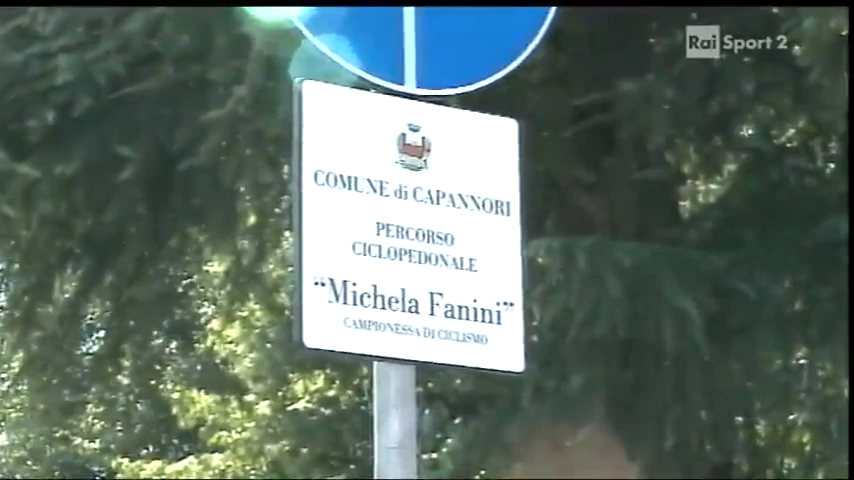 Rai Sport 2
COMUNE di CAPANNORI
PERCORSO
CICLOPEDONALE
"Michela Fanini"
CAMPIONESSA DI CICLISMO